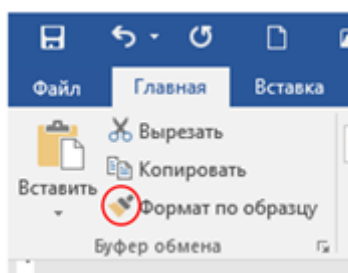 Файл Главная Вставка
Вырезать
Копировать
Вставить
Формат по образцу
Буфер обмена